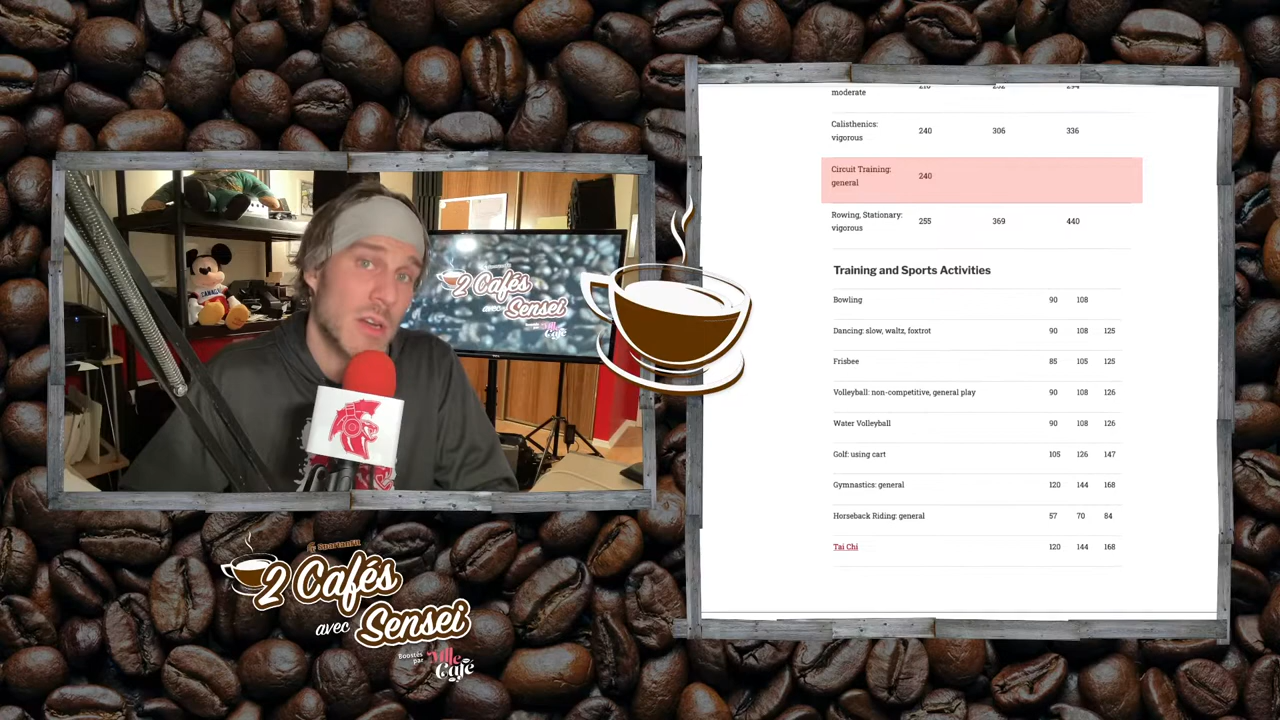 moderate
Calisthenics:
vigorous
240 306 336
Circuit Training:
general
240
Rowing, Stationary:
vigorous
255 369 440
Training and Sports Activities
Bowling 90 108
Dancing: slow, waltz, foxtrot 90 108 125
Frisbee 85 105 125
Volleyball: non-competitive, general play 90 108 126
Water Volleyball 90 108 126
Golf: using cart 105 126 147
Gymnastics: general 120 144 168
Horseback Riding: general 57 70 84
Tai Chi 120 144 168
2 Cafés
avec Sensei
2 Cafés
avec Sensei
Boostés
par
Café